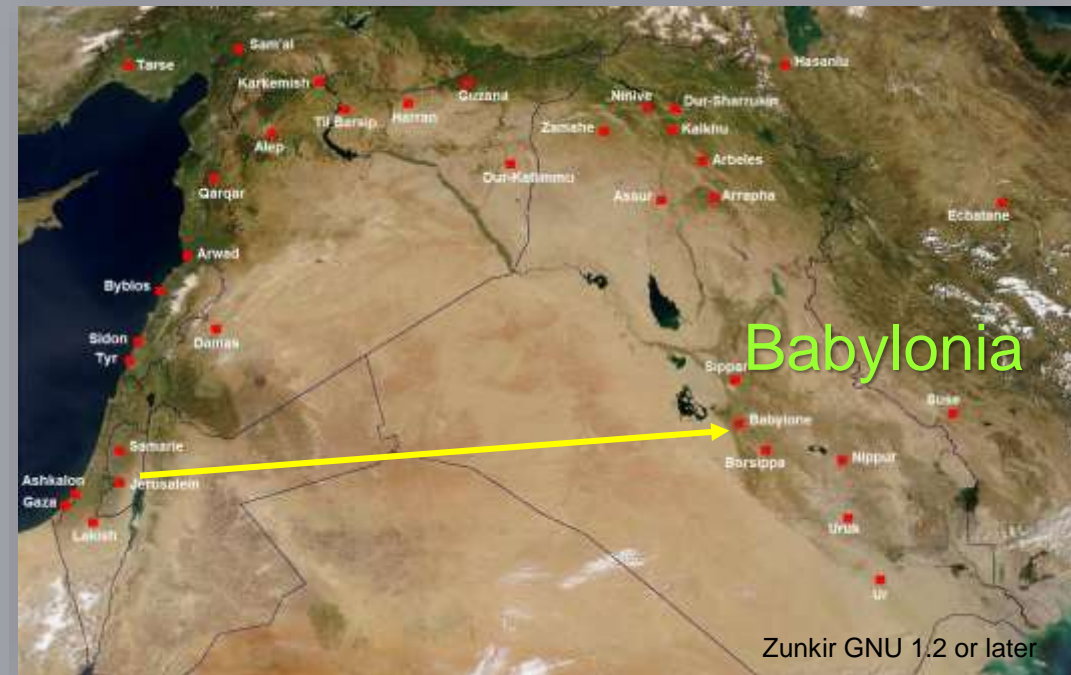 Sam'al
Tarse
Hasanlu
Karkemish
Guzana
Ninive
Dur-Sharrukin
Til Barsip
Harran
Zamahe
Kalkhu
Alep
Arbeles
Dur-Katlimmu
Qarqar
Assur
Arrapha
Ecbatane
Arwad
Byblos
Sidon
Damas
Tyr
Babylonia
Sippar
Suse
Babylone
Samarie
Borsippa
Nippur
Ashkalon
Jerusalem
Gaza
Lakish
Uruk
Ur
Zunkir GNU 1.2 or later